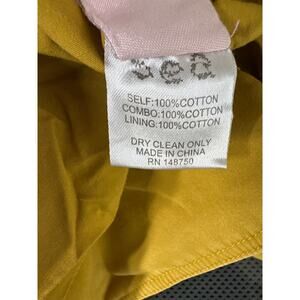 SELF:100%COTTON
COMBO:100%COTTON
LINING:100%COTTON
DRY CLEAN ONLY
MADE IN CHINA
RN 148750